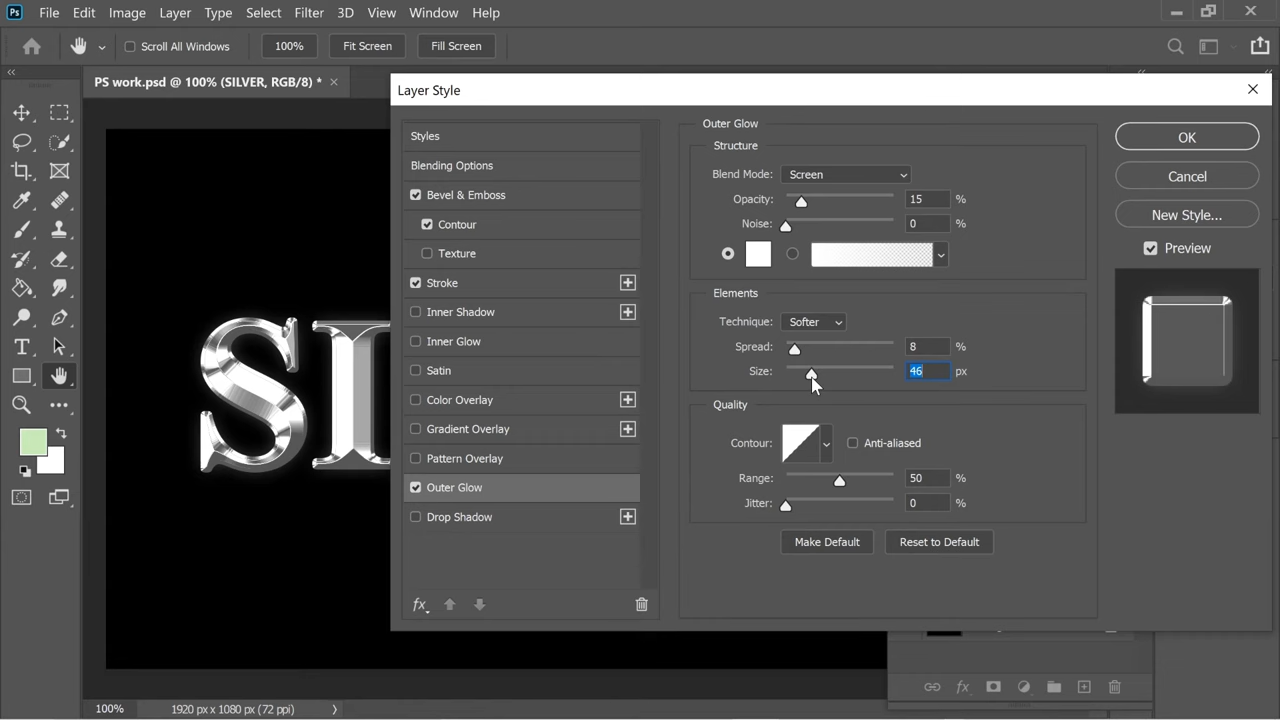 Ps File Edit Image Layer Type Select Filter 3D View Window Help
Scroll All Windows 100% Fit Screen Fill Screen
PS work.psd @ 100% (SILVER, RGB/8) *
Layer Style
Styles
Blending Options
Bevel & Emboss
Contour
Texture
Stroke
Inner Shadow
Inner Glow
Satin
Color Overlay
Gradient Overlay
Pattern Overlay
Outer Glow
Drop Shadow
fx
Outer Glow
Structure
Blend Mode: Screen
Opacity: 15 %
Noise: 0 %
Elements
Technique: Softer
Spread: 8 %
Size: 46 px
Quality
Contour: Anti-aliased
Range: 50 %
Jitter: 0 %
Make Default Reset to Default
OK
Cancel
New Style...
Preview
SI
fx
100% 1920 px x 1080 px (72 ppi)